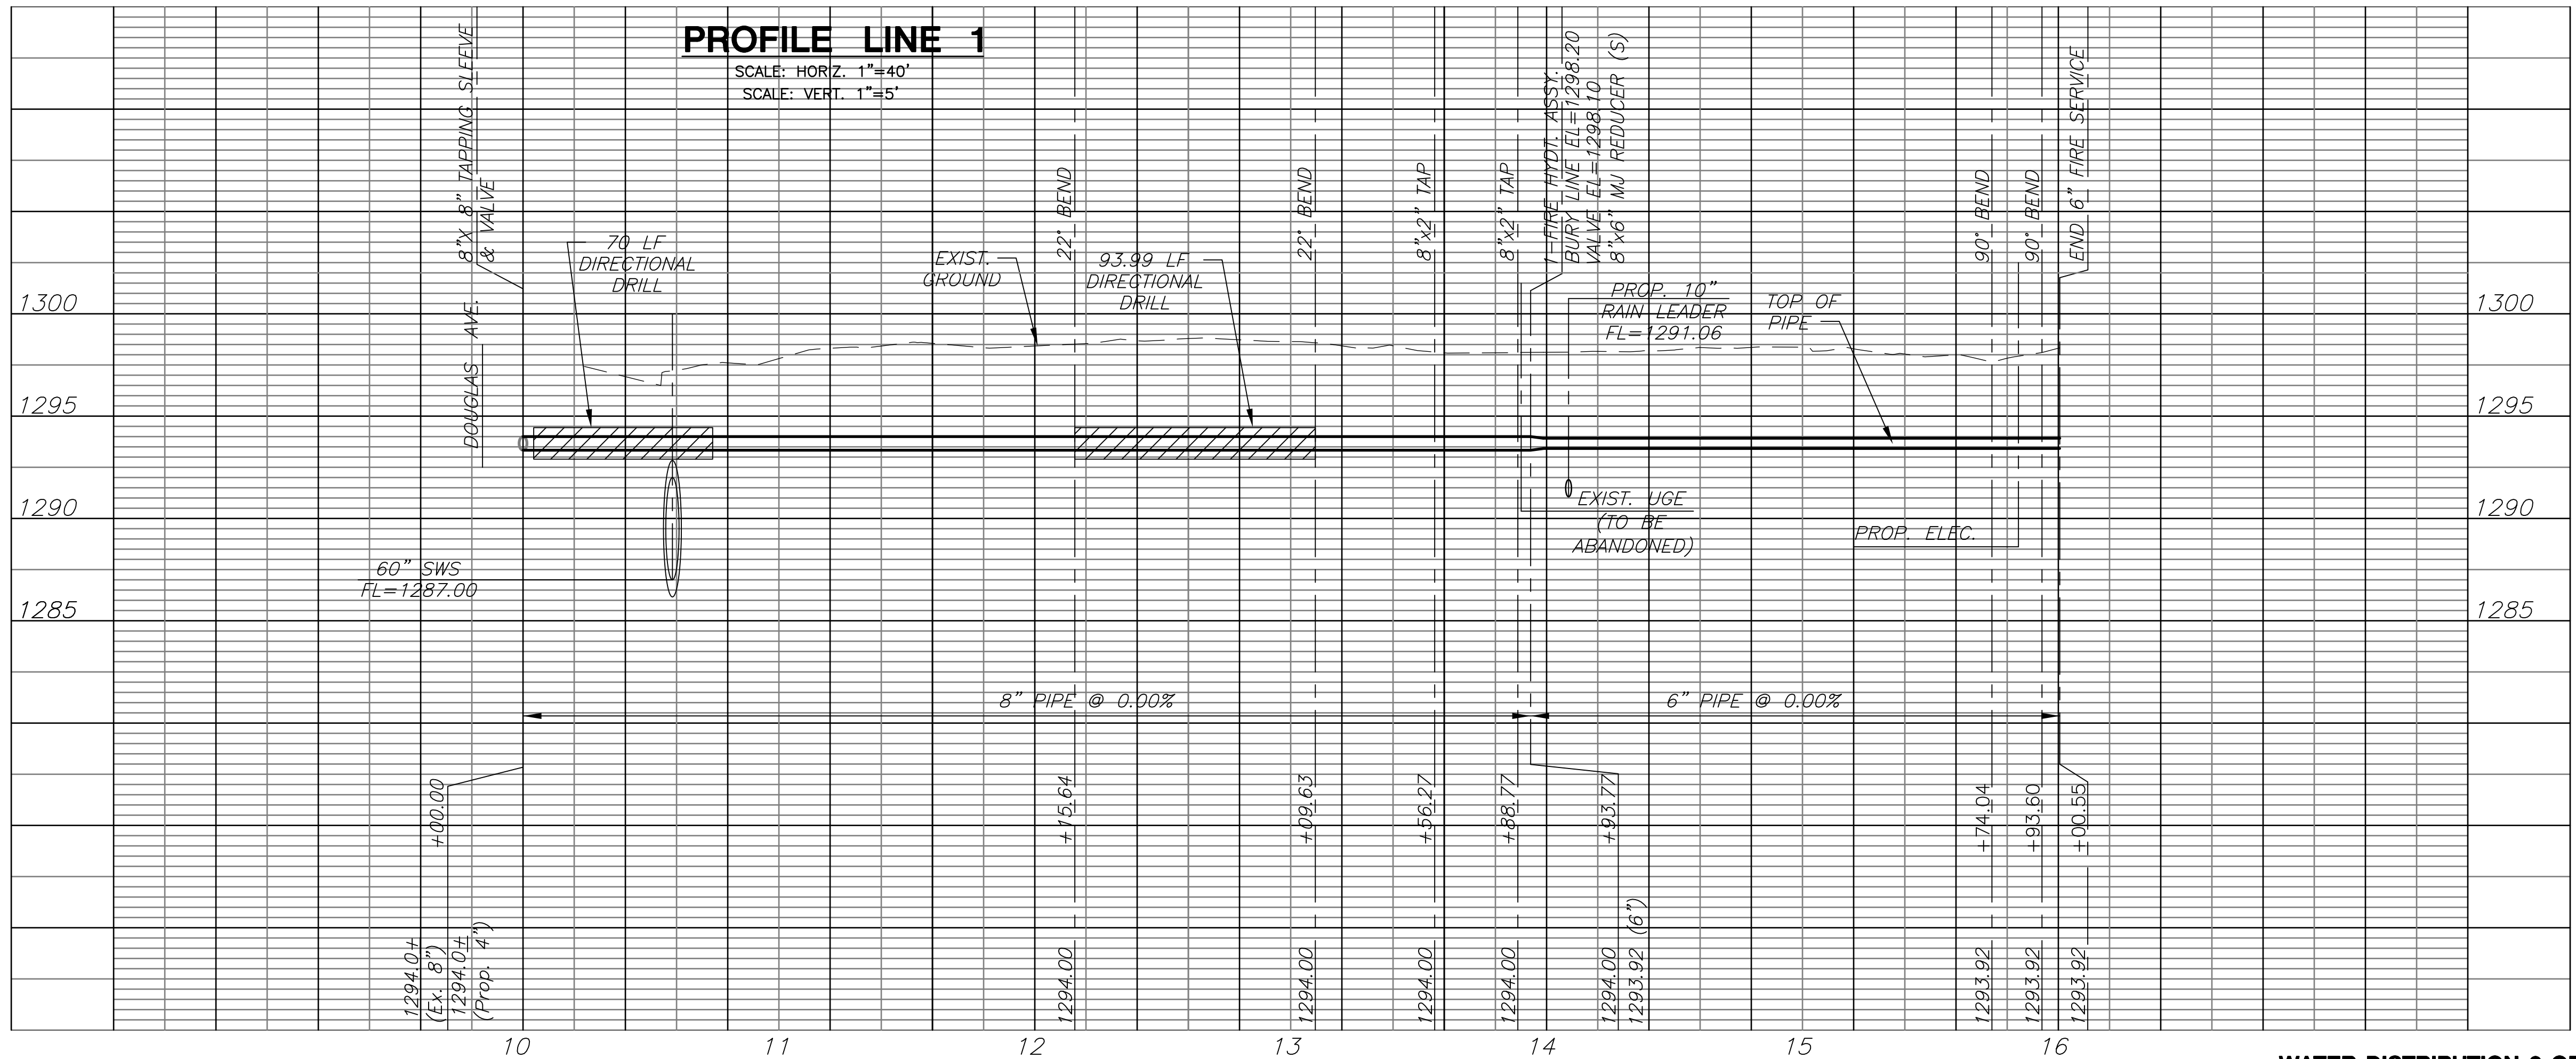 PROFILE LINE 1
SCALE: HORIZ. 1"=40'
SCALE: VERT. 1"=5'
8"X 8" TAPPING SLEEVE
& VALVE
DOUGLAS AVE.
70 LF
DIRECTIONAL
DRILL
EXIST.
GROUND
22° BEND
93.99 LF
DIRECTIONAL
DRILL
22° BEND
8"x2" TAP
8"x2" TAP
1-FIRE HYDT. ASSY.
BURY LINE EL=1298.20
VALVE EL=1298.10
8"x6" MJ REDUCER (S)
PROP. 10"
RAIN LEADER
FL=1291.06
TOP OF
PIPE
90° BEND
90° BEND
END 6" FIRE SERVICE
1300
1300
1295
1295
1290
1290
1285
1285
60" SWS
FL=1287.00
EXIST. UGE
(TO BE
ABANDONED)
PROP. ELEC.
8" PIPE @ 0.00%
6" PIPE @ 0.00%
+00.00
+15.64
+09.63
+56.27
+88.77
+93.77
+74.04
+93.60
+00.55
1294.0±
(Ex. 8")
1294.0±
(Prop. 4")
1294.00
1294.00
1294.00
1294.00
1294.00
1293.92 (6")
1293.92
1293.92
1293.92
10
11
12
13
14
15
16